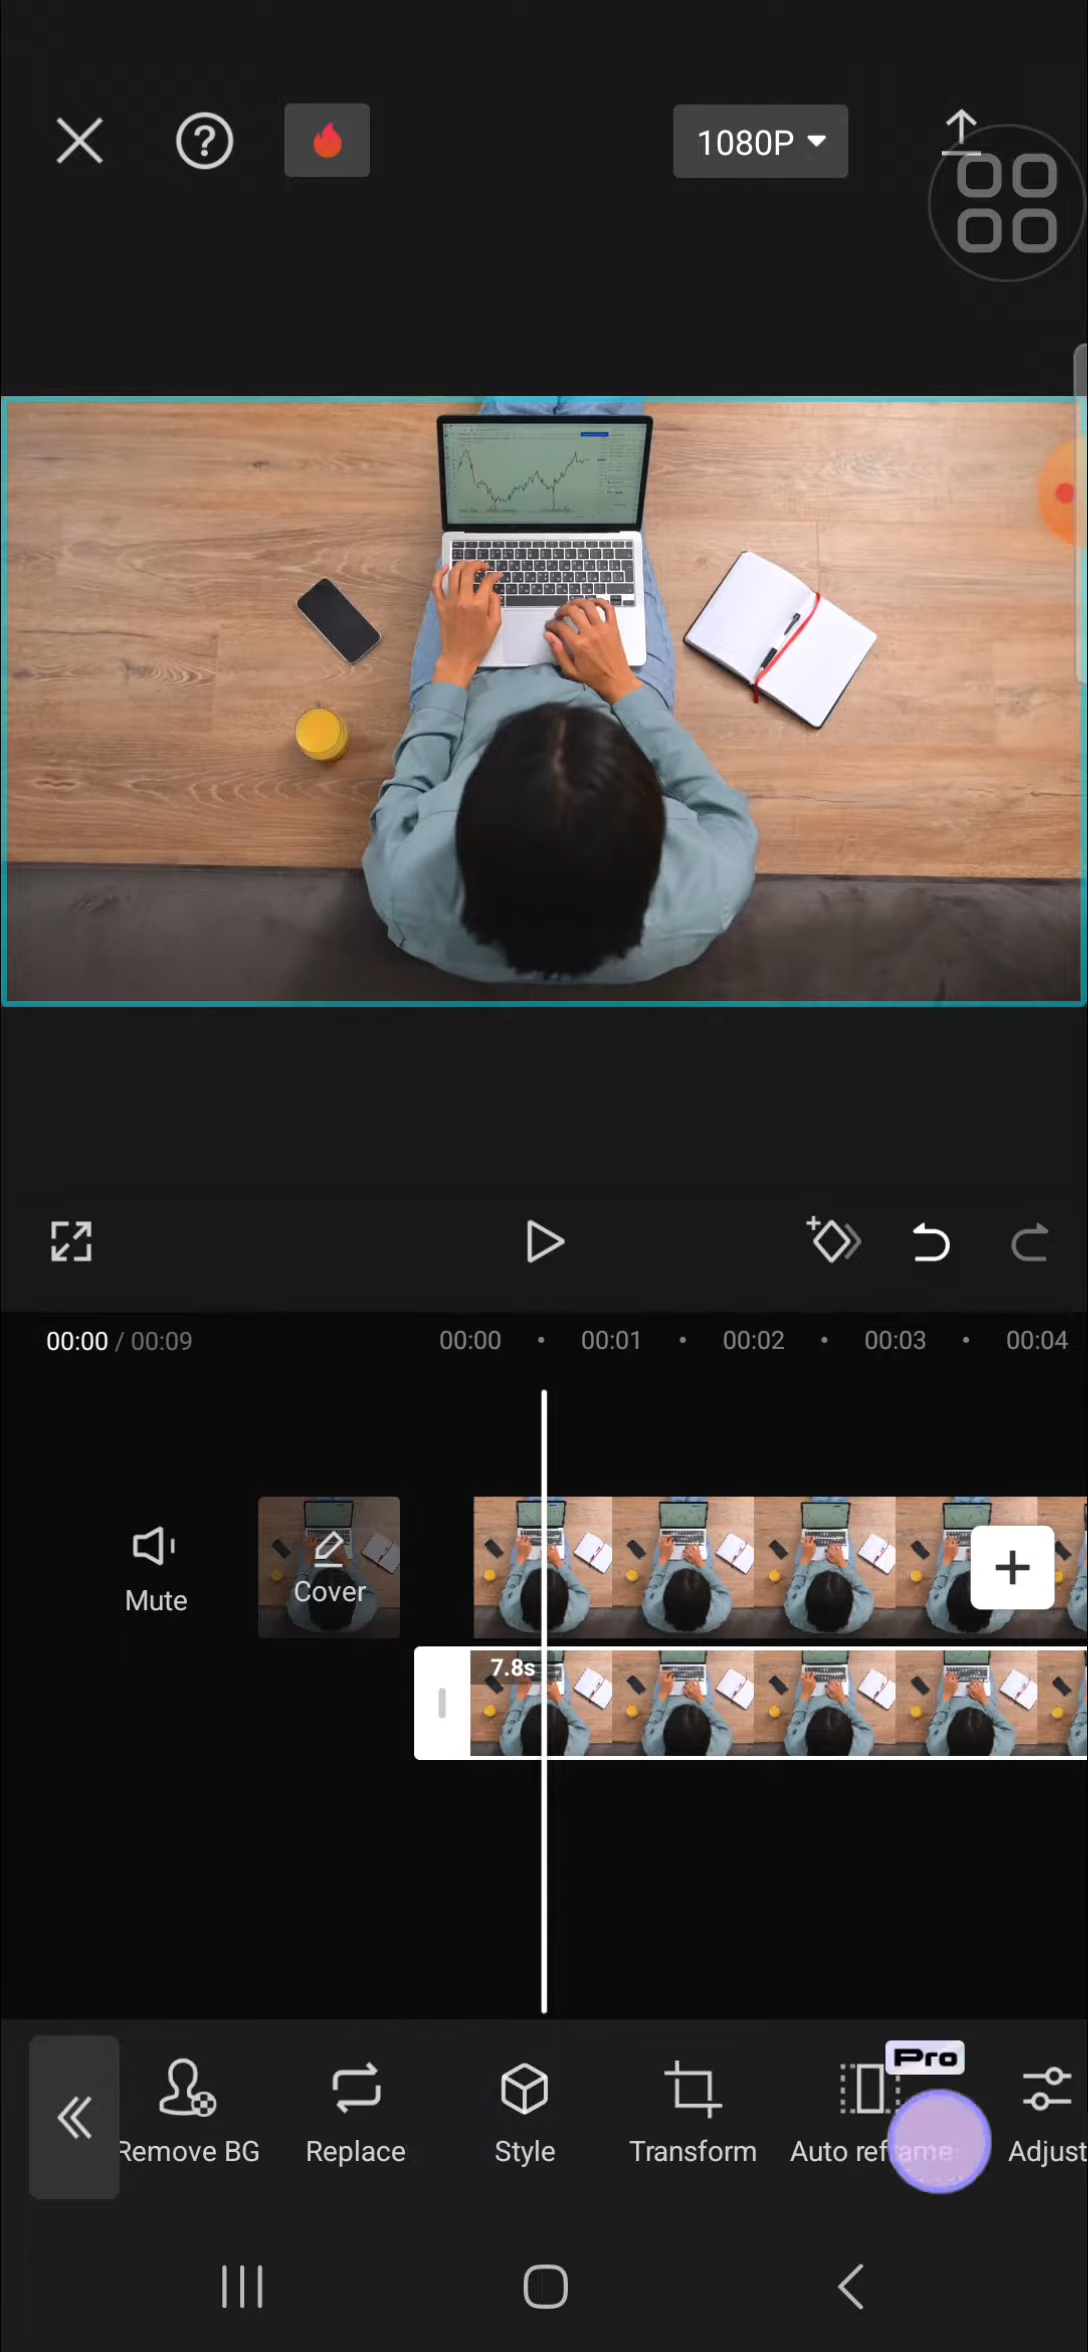 ?
1080P
00:00 / 00:09
00:00 • 00:01 • 00:02 • 00:03 • 00:04
Mute
Cover
7.8s
Pro
Remove BG
Replace
Style
Transform
Auto reframe
Adjust